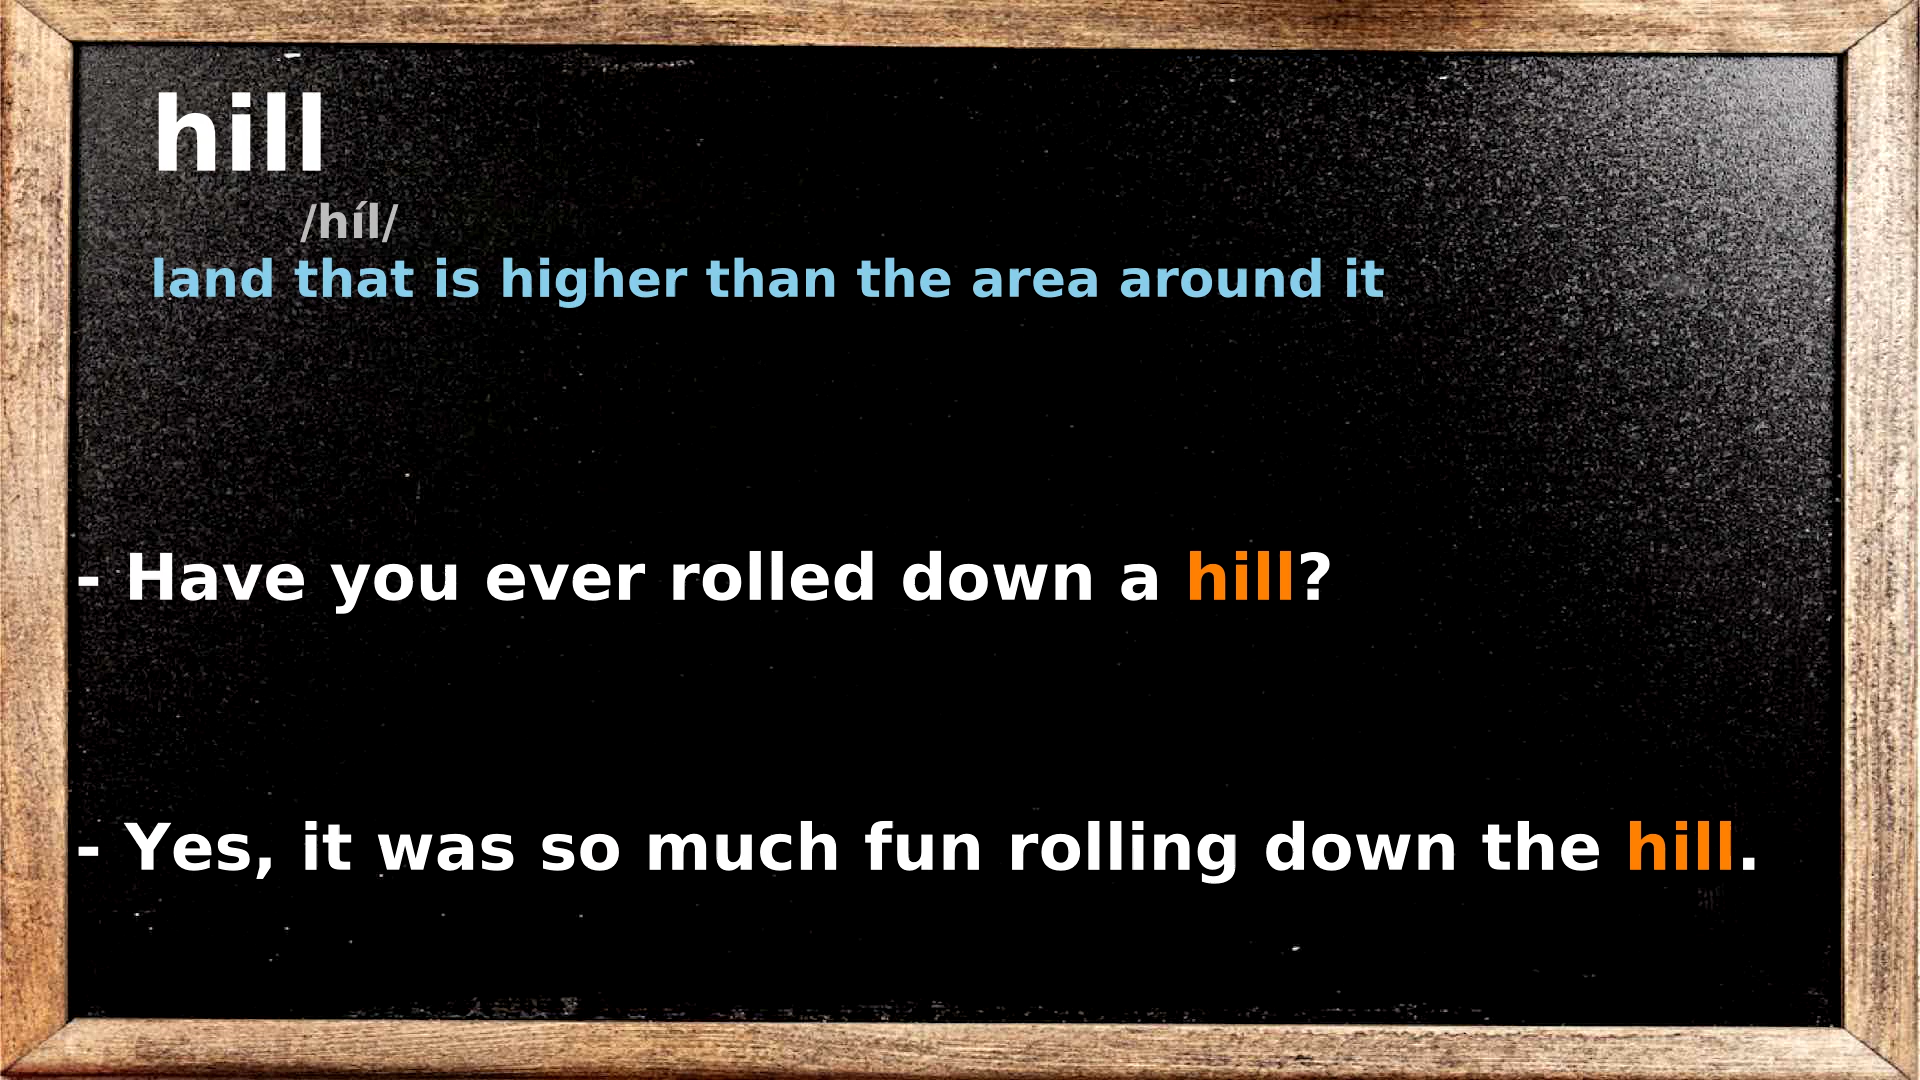 hill
/híl/
land that is higher than the area around it
- Have you ever rolled down a hill?
- Yes, it was so much fun rolling down the hill.